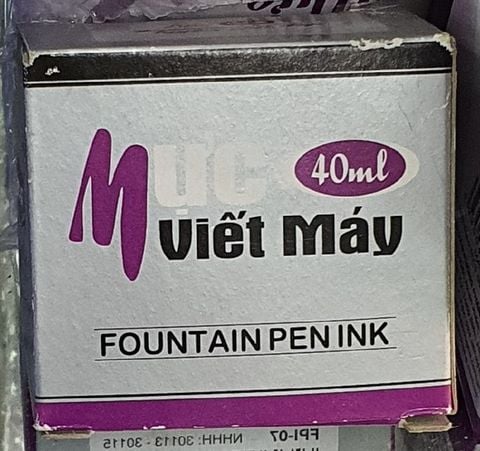 Mực
40ml
Viết Máy
FOUNTAIN PEN INK
FPI-07
NHHH: 30113 - 30115